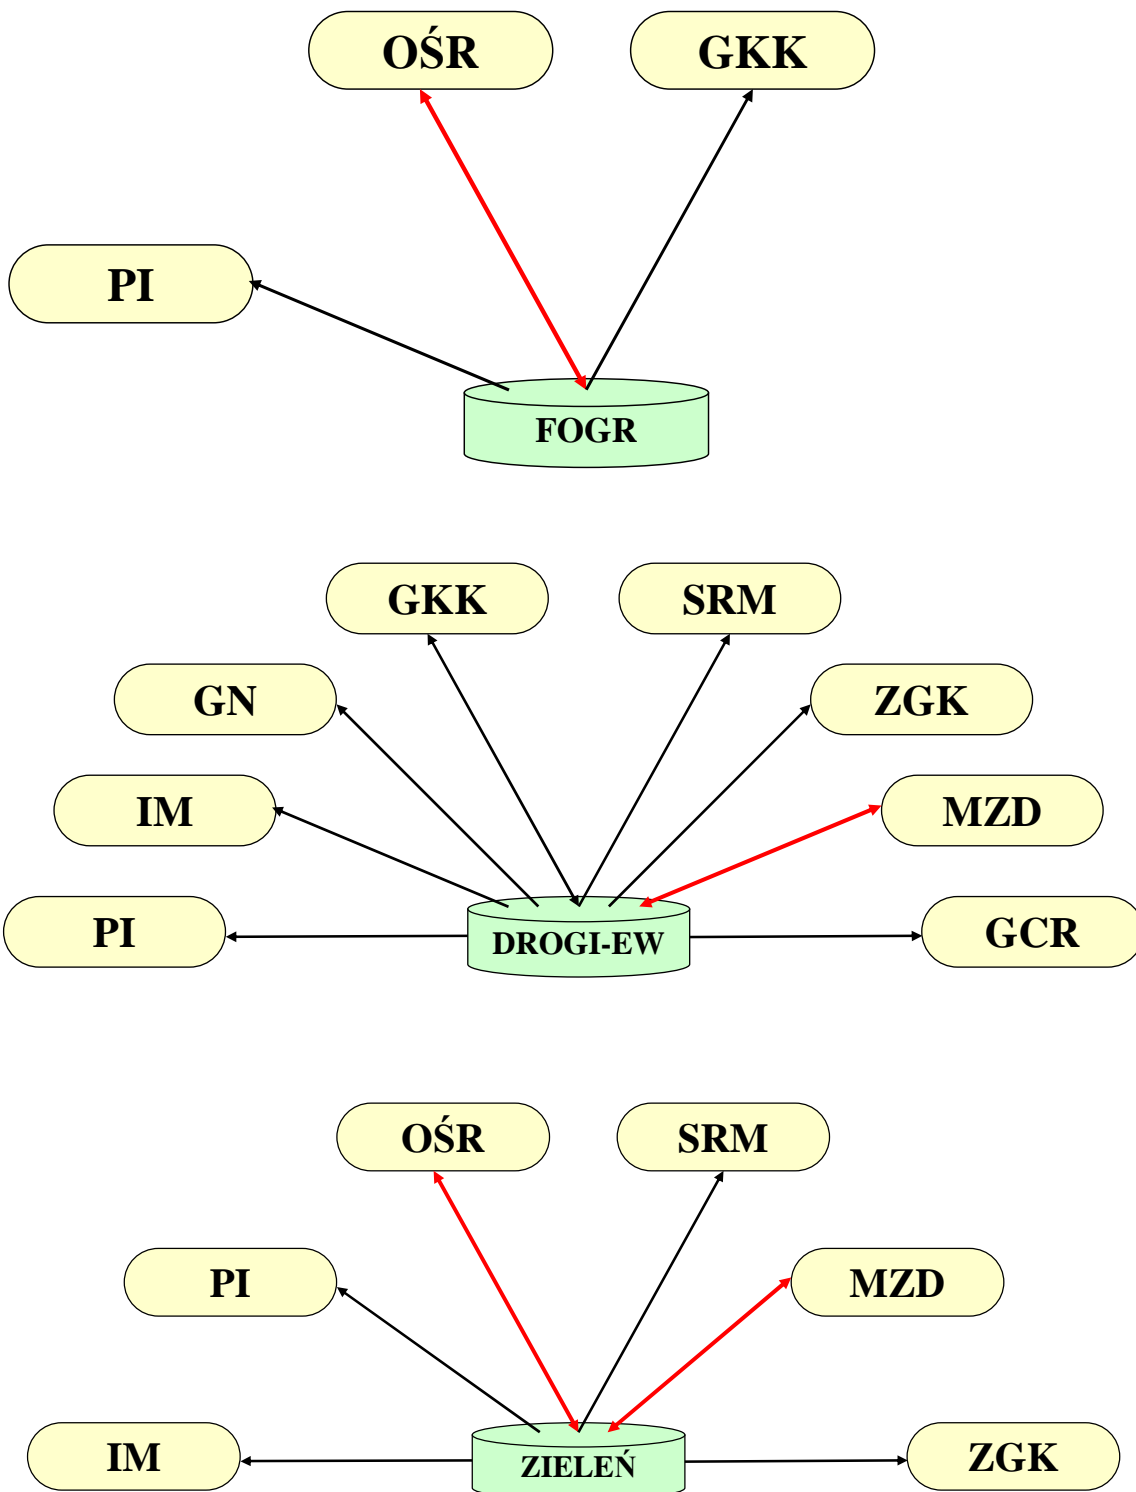 OŚR
GKK
PI
FOGR
GKK
SRM
GN
ZGK
IM
MZD
PI
DROGI-EW
GCR
OŚR
SRM
PI
MZD
IM
ZIELEŃ
ZGK